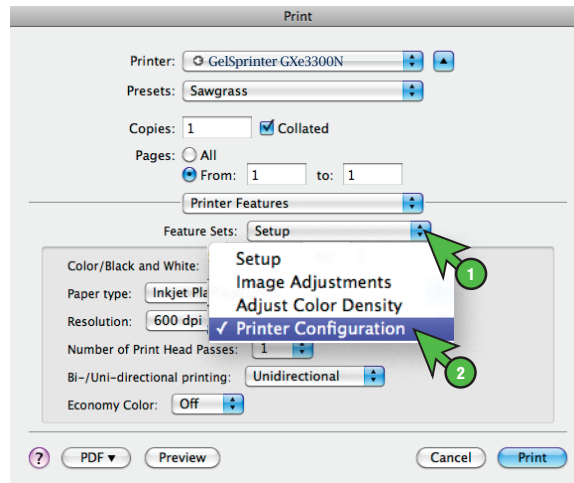 Print
Printer: GelSprinter GXe3300N
Presets: Sawgrass
Copies: 1 Collated
Pages: All
From: 1 to: 1
Printer Features
Feature Sets: Setup
1
Color/Black and White:
Setup
Image Adjustments
Adjust Color Density
✓ Printer Configuration
2
Paper type: Inkjet Pla
Resolution: 600 dpi
Number of Print Head Passes: 1
Bi-/Uni-directional printing: Unidirectional
Economy Color: Off
? PDF ▾ Preview Cancel Print